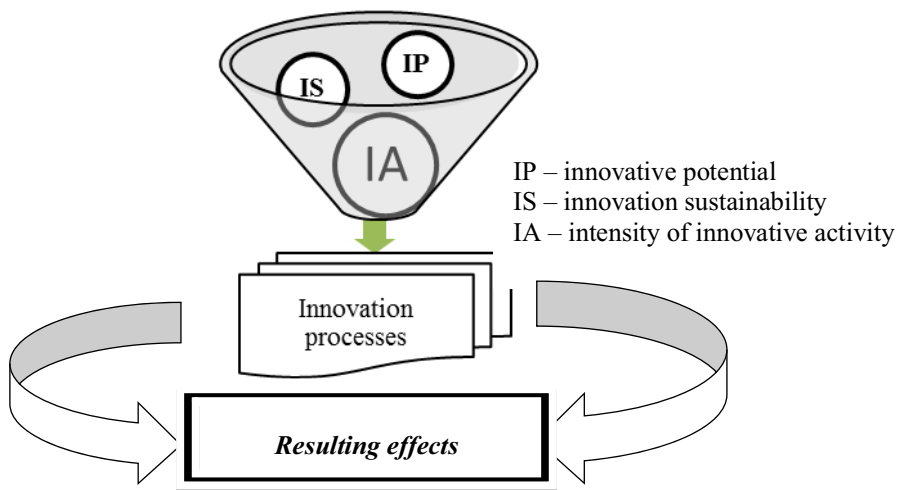 IP
IS
IA
IP – innovative potential
IS – innovation sustainability
IA – intensity of innovative activity
Innovation
processes
Resulting effects